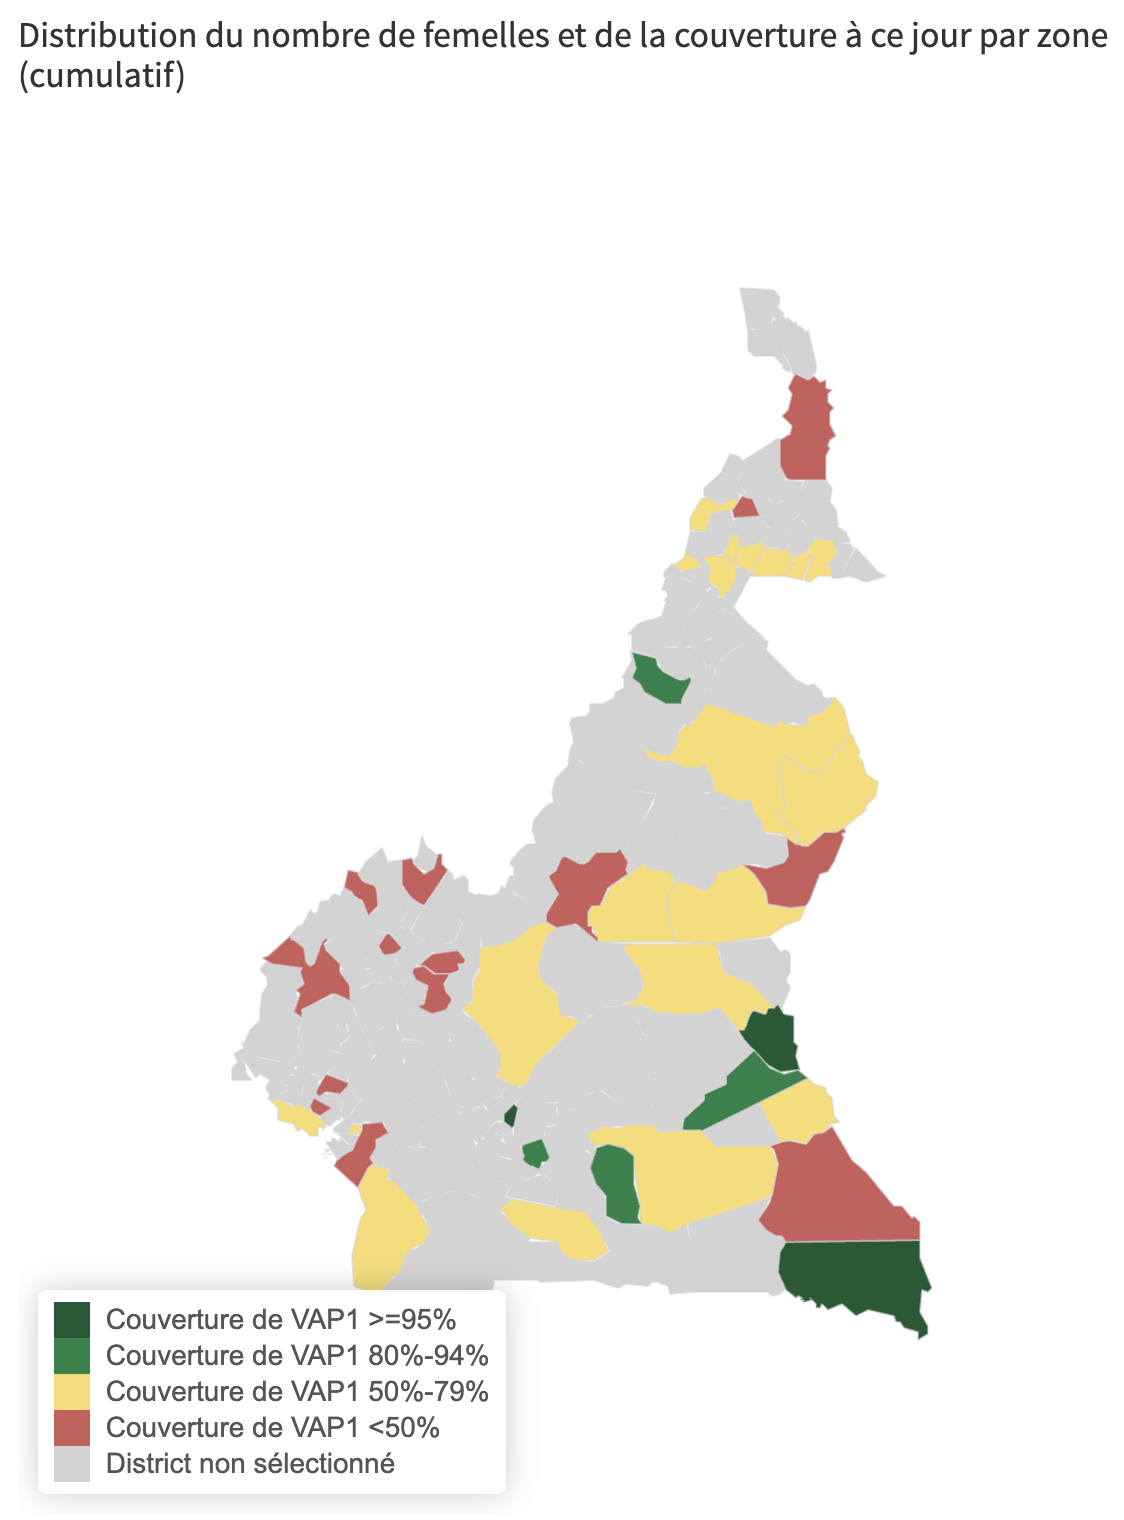 Distribution du nombre de femelles et de la couverture à ce jour par zone
(cumulatif)
Couverture de VAP1 >=95%
Couverture de VAP1 80%-94%
Couverture de VAP1 50%-79%
Couverture de VAP1 <50%
District non sélectionné